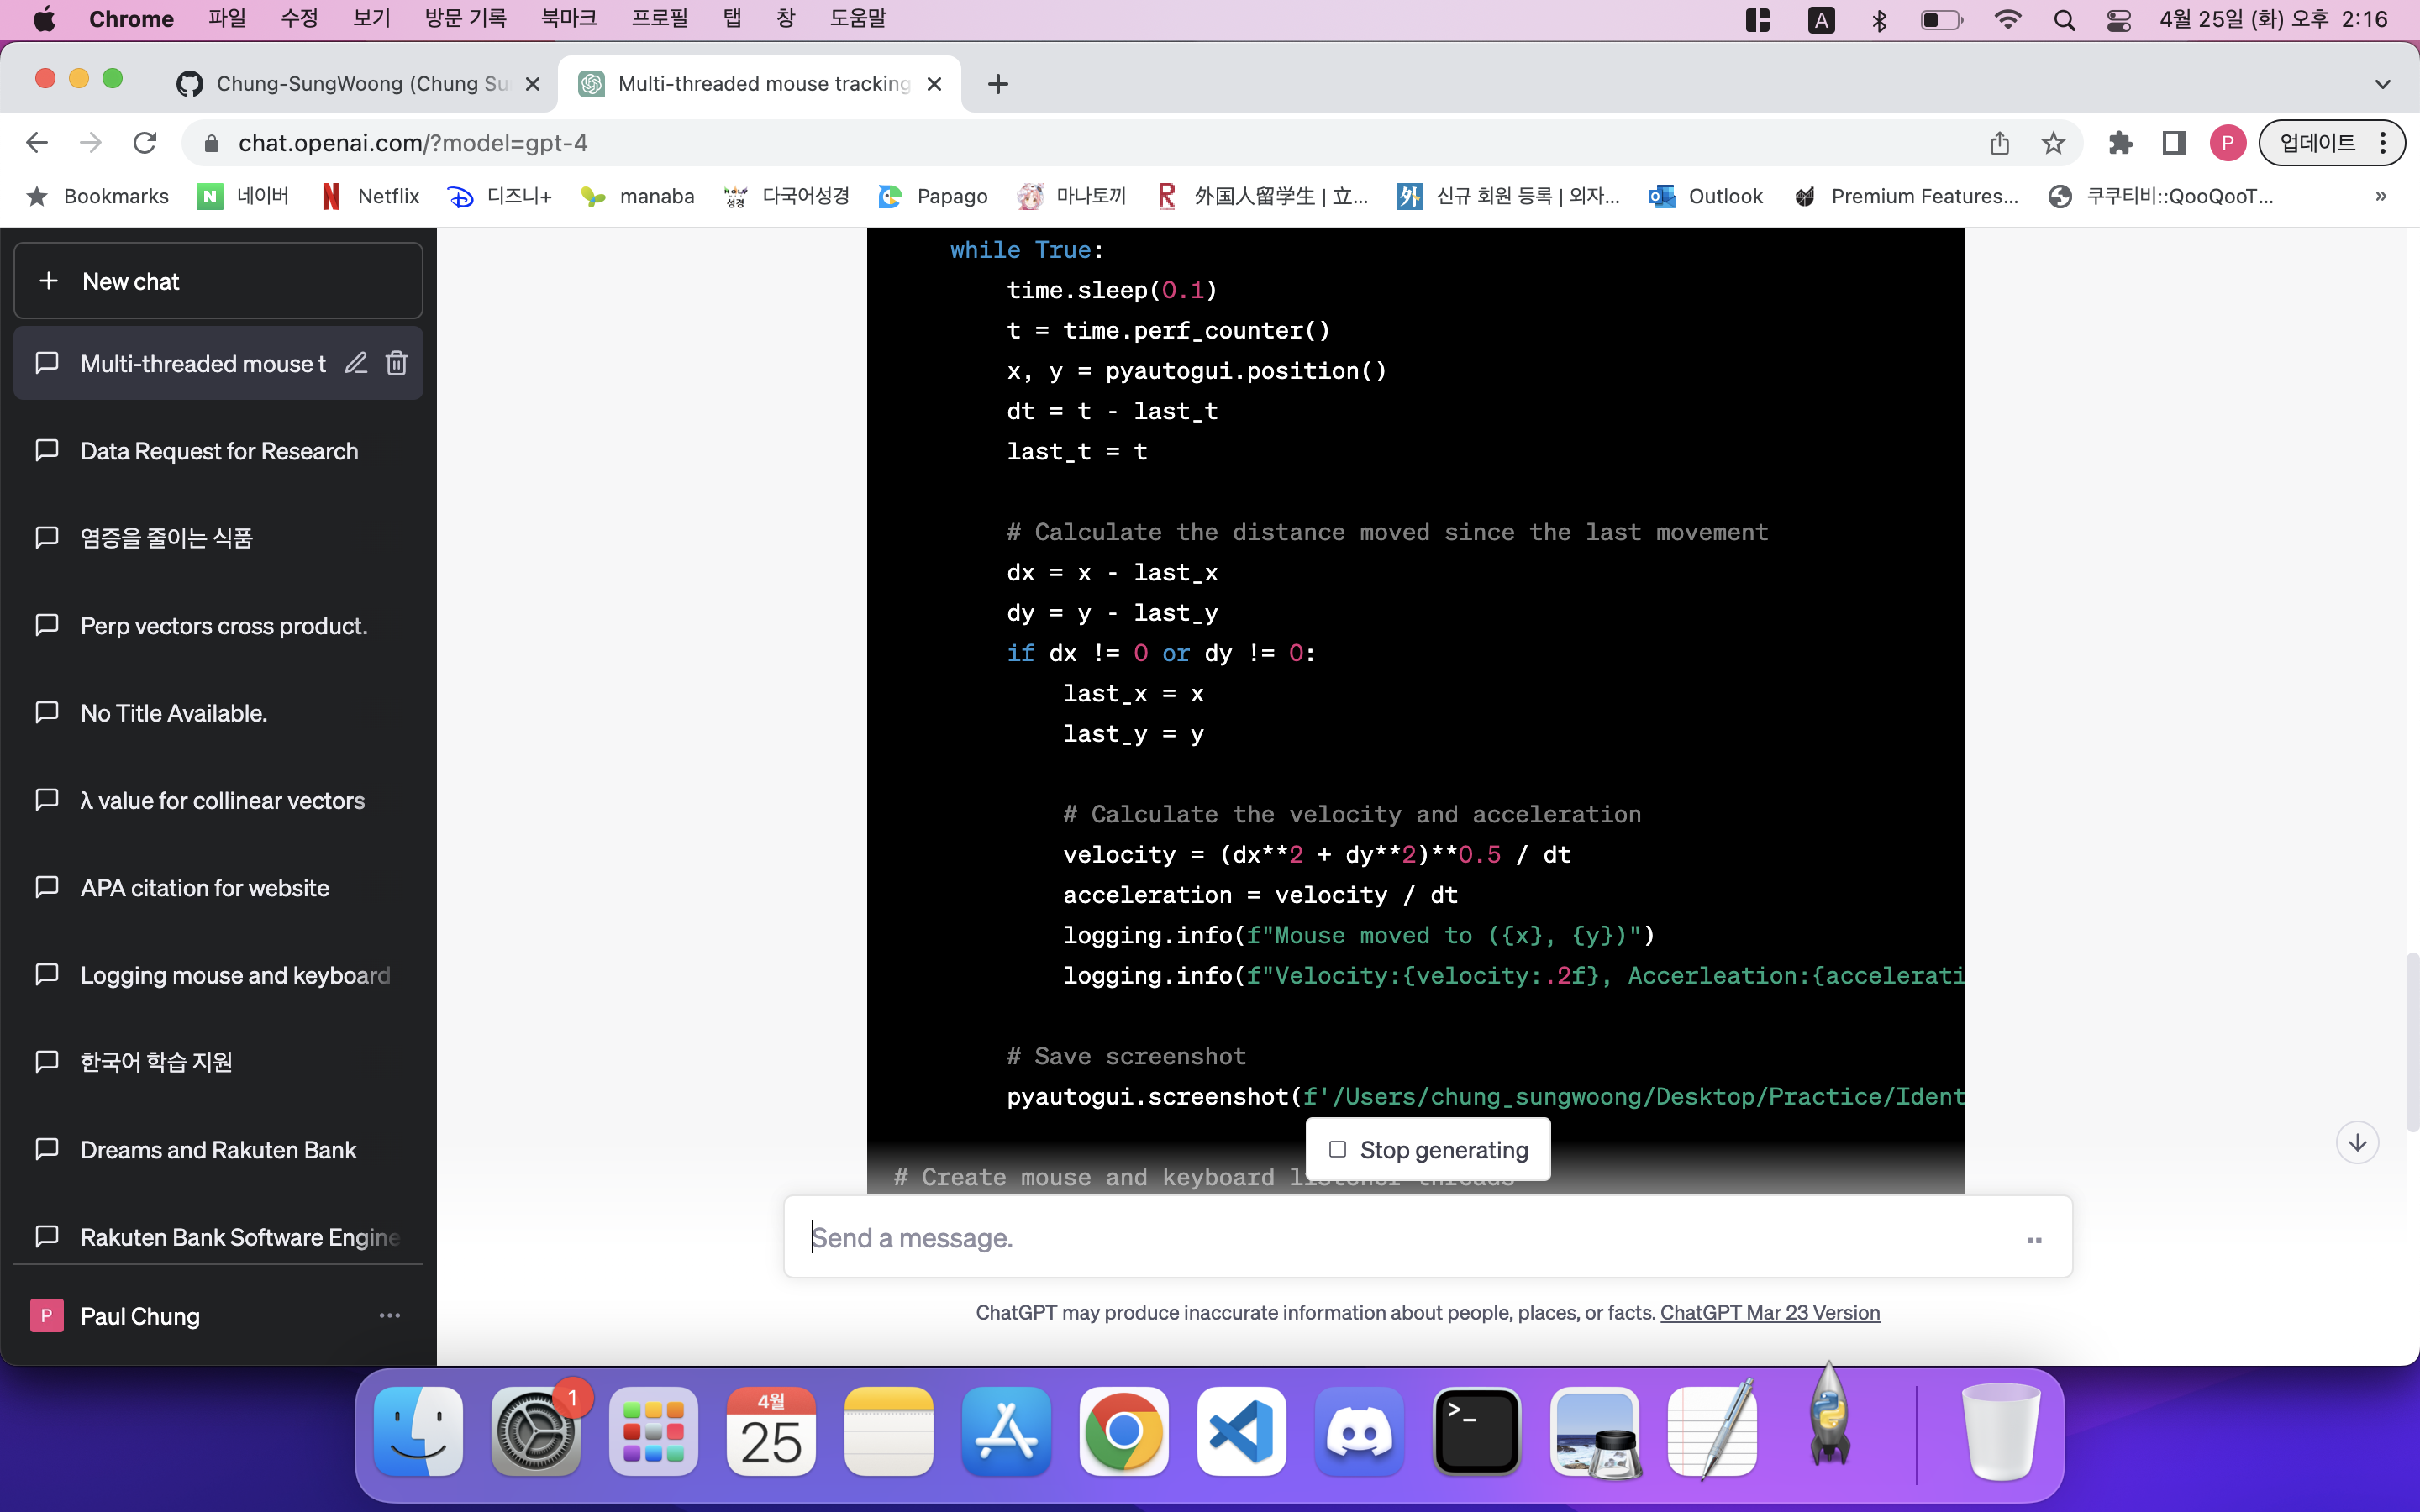 Chrome 파일 수정 보기 방문 기록 북마크 프로필 탭 창 도움말 A 4월 25일 (화) 오후 2:16
Chung-SungWoong (Chung Su
Multi-threaded mouse tracking
chat.openai.com/?model=gpt-4
P
업데이트
Bookmarks N 네이버 N Netflix 디즈니+ manaba 다국어성경 Papago 마나토끼 R 外国人留学生 | 立... 外 신규 회원 등록 | 외자... Outlook Premium Features... 쿠쿠티비::QooQooT... »
+ New chat
Multi-threaded mouse t
Data Request for Research
염증을 줄이는 식품
Perp vectors cross product.
No Title Available.
λ value for collinear vectors
APA citation for website
Logging mouse and keyboard
한국어 학습 지원
Dreams and Rakuten Bank
Rakuten Bank Software Engine
P Paul Chung ...
while True:
time.sleep(0.1)
t = time.perf_counter()
x, y = pyautogui.position()
dt = t - last_t
last_t = t
# Calculate the distance moved since the last movement
dx = x - last_x
dy = y - last_y
if dx != 0 or dy != 0:
last_x = x
last_y = y
# Calculate the velocity and acceleration
velocity = (dx**2 + dy**2)**0.5 / dt
acceleration = velocity / dt
logging.info(f"Mouse moved to ({x}, {y})")
logging.info(f"Velocity:{velocity:.2f}, Accerleation:{accelerati
# Save screenshot
pyautogui.screenshot(f'/Users/chung_sungwoong/Desktop/Practice/Ident
Stop generating
# Create mouse and keyboard listener threads
Send a message.
ChatGPT may produce inaccurate information about people, places, or facts. ChatGPT Mar 23 Version
1
4월
25
>_